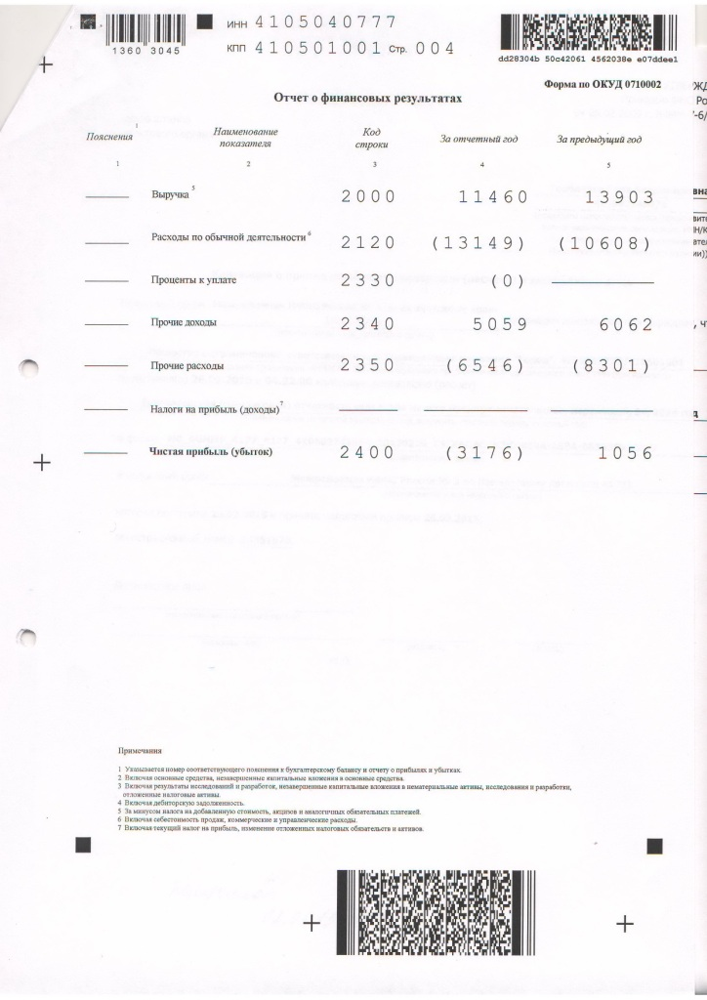 ИНН 4105040777
1360 3045
КПП 410501001 Стр. 004
dd28304b 50c42061 4562038e e07ddee1
Форма по ОКУД 0710002
Отчет о финансовых результатах
Пояснения 1 Наименование показателя Код строки За отчетный год За предыдущий год
1 2 3 4 5
Выручка 5 2000 11460 13903
Расходы по обычной деятельности 6 2120 (13149) (10608)
Проценты к уплате 2330 (0)
Прочие доходы 2340 5059 6062
Прочие расходы 2350 (6546) (8301)
Налоги на прибыль (доходы) 7
Чистая прибыль (убыток) 2400 (3176) 1056
Примечания
1 Указывается номер соответствующего пояснения к бухгалтерскому балансу и отчету о прибылях и убытках.
2 Включая основные средства, незавершенные капитальные вложения в основные средства.
3 Включая результаты исследований и разработок, незавершенные капитальные вложения в нематериальные активы, исследования и разработки,
отложенные налоговые активы.
4 Включая дебиторскую задолженность.
5 За минусом налога на добавленную стоимость, акцизов и аналогичных обязательных платежей.
6 Включая себестоимость продаж, коммерческие и управленческие расходы.
7 Включая текущий налог на прибыль, изменение отложенных налоговых обязательств и активов.